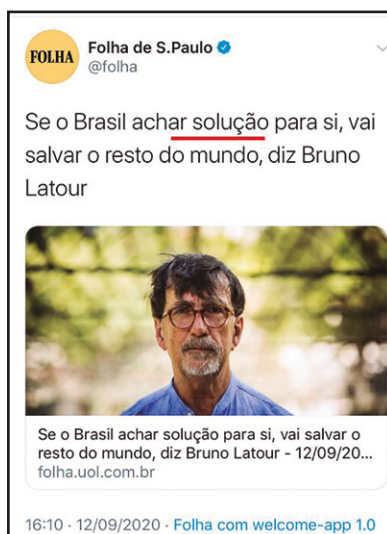 FOLHA
Folha de S.Paulo
@folha
Se o Brasil achar solução para si, vai
salvar o resto do mundo, diz Bruno
Latour
Se o Brasil achar solução para si, vai salvar o
resto do mundo, diz Bruno Latour - 12/09/20...
folha.uol.com.br
16:10 · 12/09/2020 · Folha com welcome-app 1.0